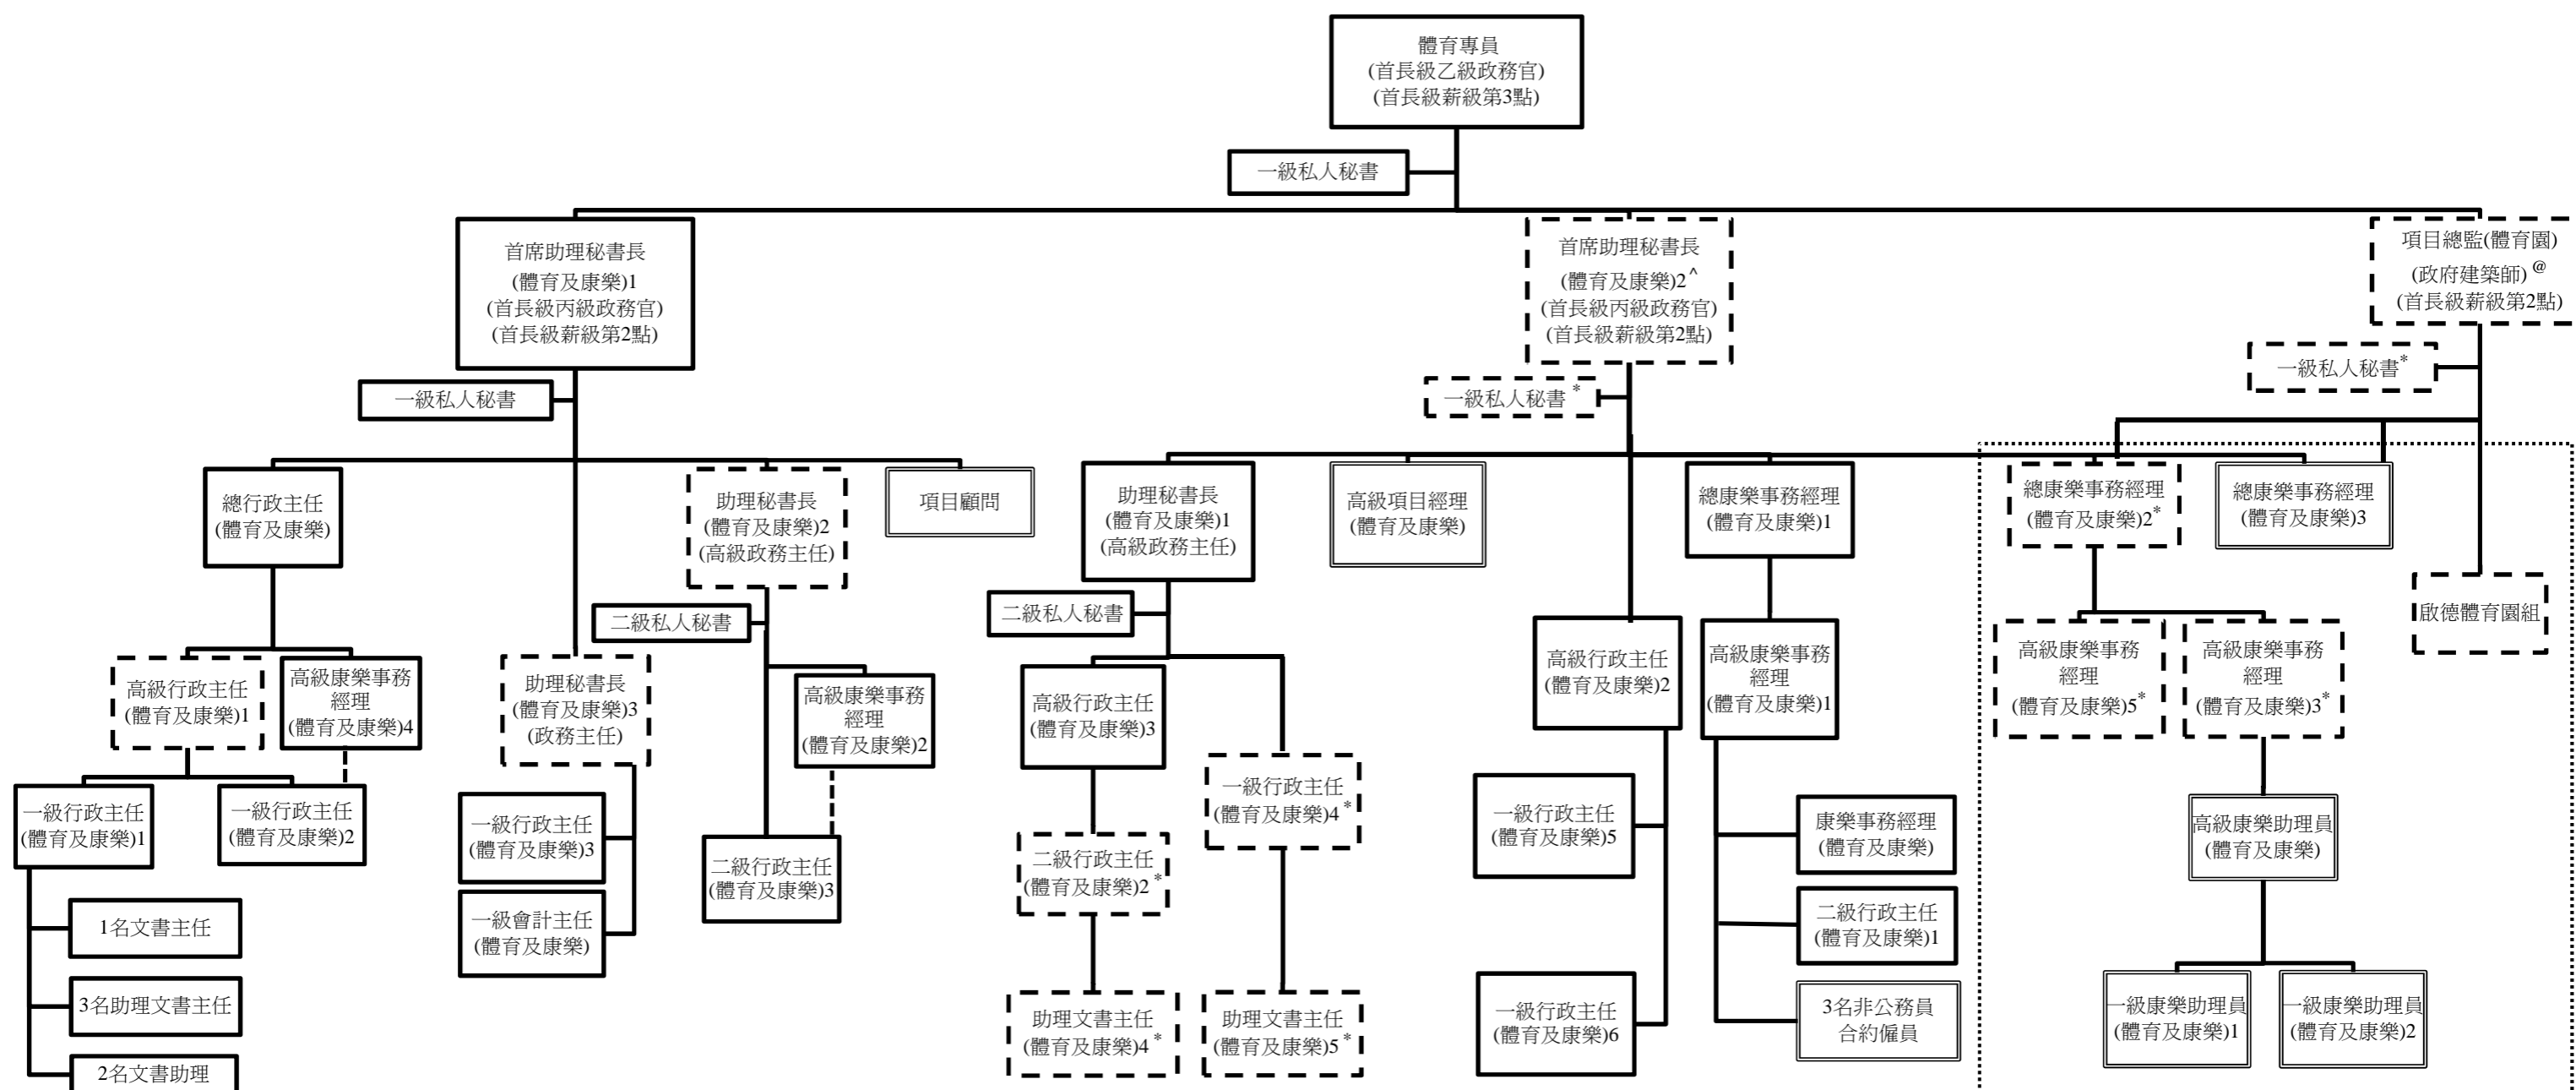 體育專員
(首長級乙級政務官)
(首長級薪級第3點)
一級私人秘書
首席助理秘書長
(體育及康樂)1
(首長級丙級政務官)
(首長級薪級第2點)
首席助理秘書長
(體育及康樂)2^
(首長級丙級政務官)
(首長級薪級第2點)
項目總監(體育園)
(政府建築師)@
(首長級薪級第2點)
一級私人秘書
一級私人秘書*
一級私人秘書*
總行政主任
(體育及康樂)
助理秘書長
(體育及康樂)2
(高級政務主任)
項目顧問
助理秘書長
(體育及康樂)1
(高級政務主任)
高級項目經理
(體育及康樂)
總康樂事務經理
(體育及康樂)1
總康樂事務經理
(體育及康樂)2*
總康樂事務經理
(體育及康樂)3
二級私人秘書
二級私人秘書
啟德體育園組
高級行政主任
(體育及康樂)1
高級康樂事務
經理
(體育及康樂)4
助理秘書長
(體育及康樂)3
(政務主任)
高級康樂事務
經理
(體育及康樂)2
高級行政主任
(體育及康樂)3
高級行政主任
(體育及康樂)2
高級康樂事務
經理
(體育及康樂)1
高級康樂事務
經理
(體育及康樂)5*
高級康樂事務
經理
(體育及康樂)3*
一級行政主任
(體育及康樂)1
一級行政主任
(體育及康樂)2
一級行政主任
(體育及康樂)3
二級行政主任
(體育及康樂)3
二級行政主任
(體育及康樂)2*
一級行政主任
(體育及康樂)4*
一級行政主任
(體育及康樂)5
康樂事務經理
(體育及康樂)
高級康樂助理員
(體育及康樂)
1名文書主任
一級會計主任
(體育及康樂)
二級行政主任
(體育及康樂)1
3名助理文書主任
助理文書主任
(體育及康樂)4*
助理文書主任
(體育及康樂)5*
一級行政主任
(體育及康樂)6
3名非公務員
合約僱員
一級康樂助理員
(體育及康樂)1
一級康樂助理員
(體育及康樂)2
2名文書助理